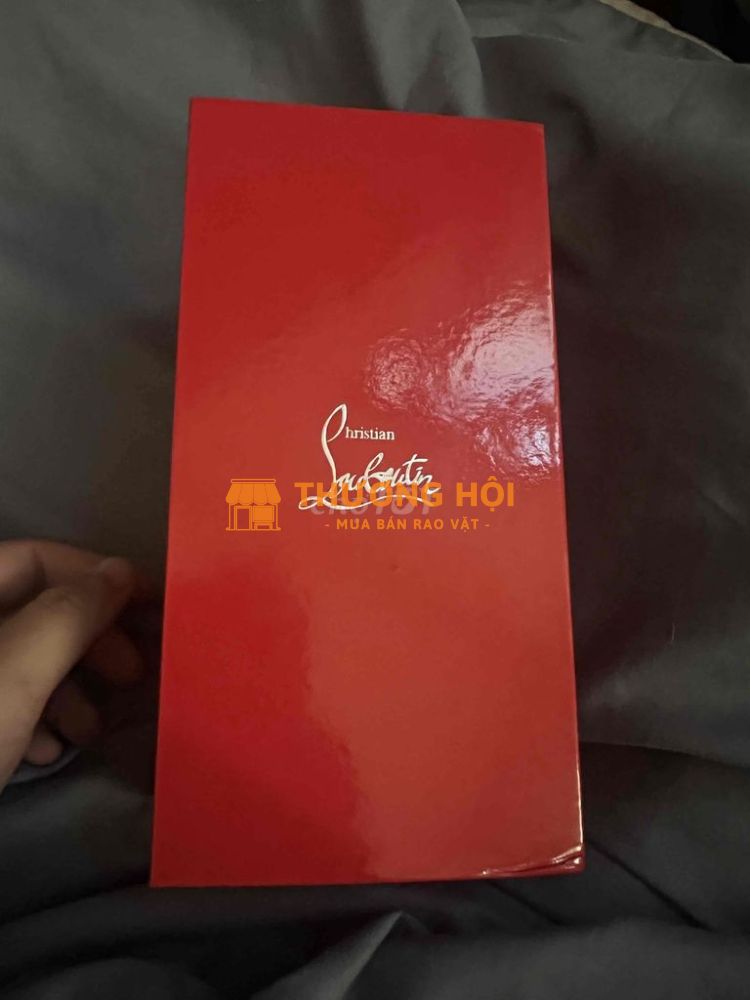 Christian
Louboutin
THƯƠNG HỘI
- MUA BÁN RAO VẶT -